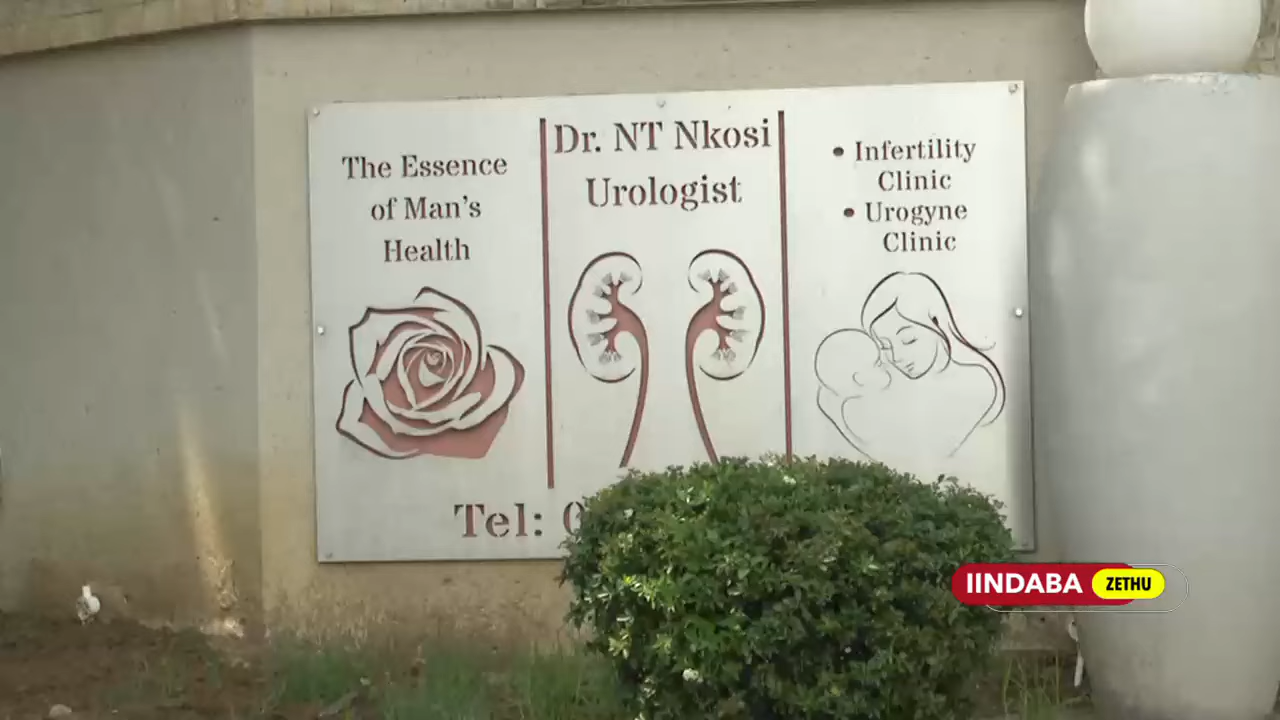 The Essence
of Man's
Health
Dr. NT Nkosi
Urologist
• Infertility
Clinic
• Urogyne
Clinic
Tel:
IINDABA ZETHU